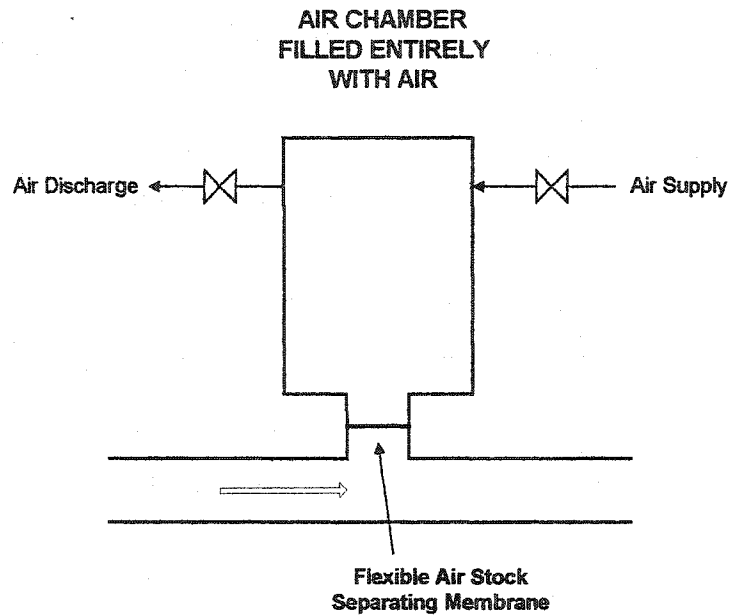 AIR CHAMBER
FILLED ENTIRELY
WITH AIR
Air Discharge
Air Supply
Flexible Air Stock
Separating Membrane